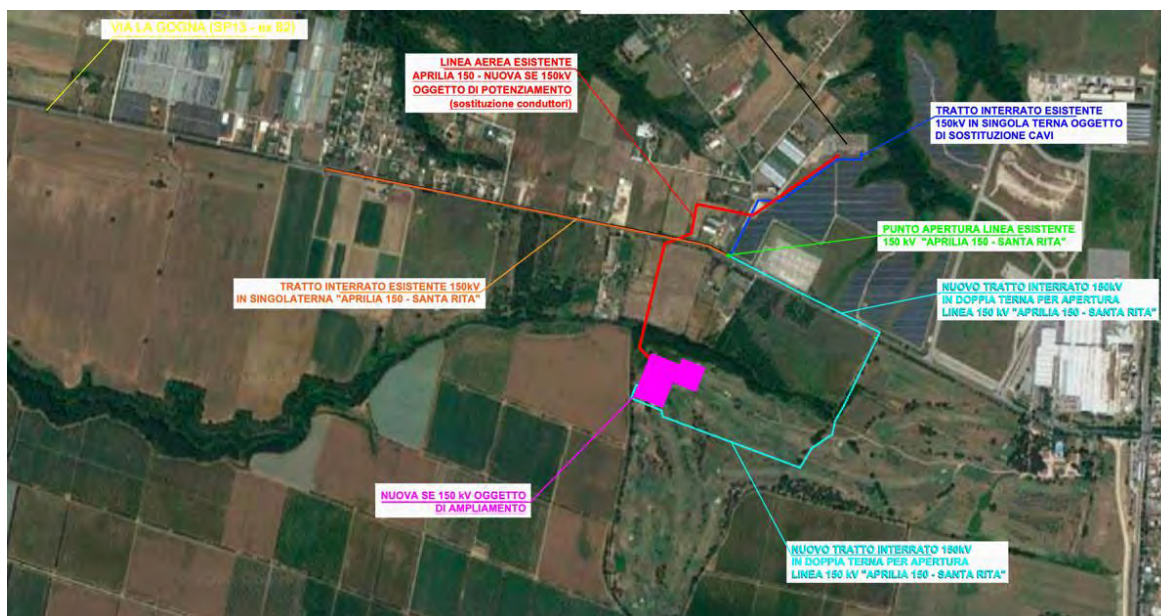 VIA LA GOGNA (SP13 - ex 82)
LINEA AEREA ESISTENTE
APRILIA 150 - NUOVA SE 150kV
OGGETTO DI POTENZIAMENTO
(sostituzione conduttori)
TRATTO INTERRATO ESISTENTE
150kV IN SINGOLA TERNA OGGETTO
DI SOSTITUZIONE CAVI
PUNTO APERTURA LINEA ESISTENTE
150 kV "APRILIA 150 - SANTA RITA"
TRATTO INTERRATO ESISTENTE 150kV
IN SINGOLATERNA "APRILIA 150 - SANTA RITA"
NUOVO TRATTO INTERRATO 150kV
IN DOPPIA TERNA PER APERTURA
LINEA 150 kV "APRILIA 150 - SANTA RITA"
NUOVA SE 150 kV OGGETTO
DI AMPLIAMENTO
NUOVO TRATTO INTERRATO 150kV
IN DOPPIA TERNA PER APERTURA
LINEA 150 kV "APRILIA 150 - SANTA RITA"